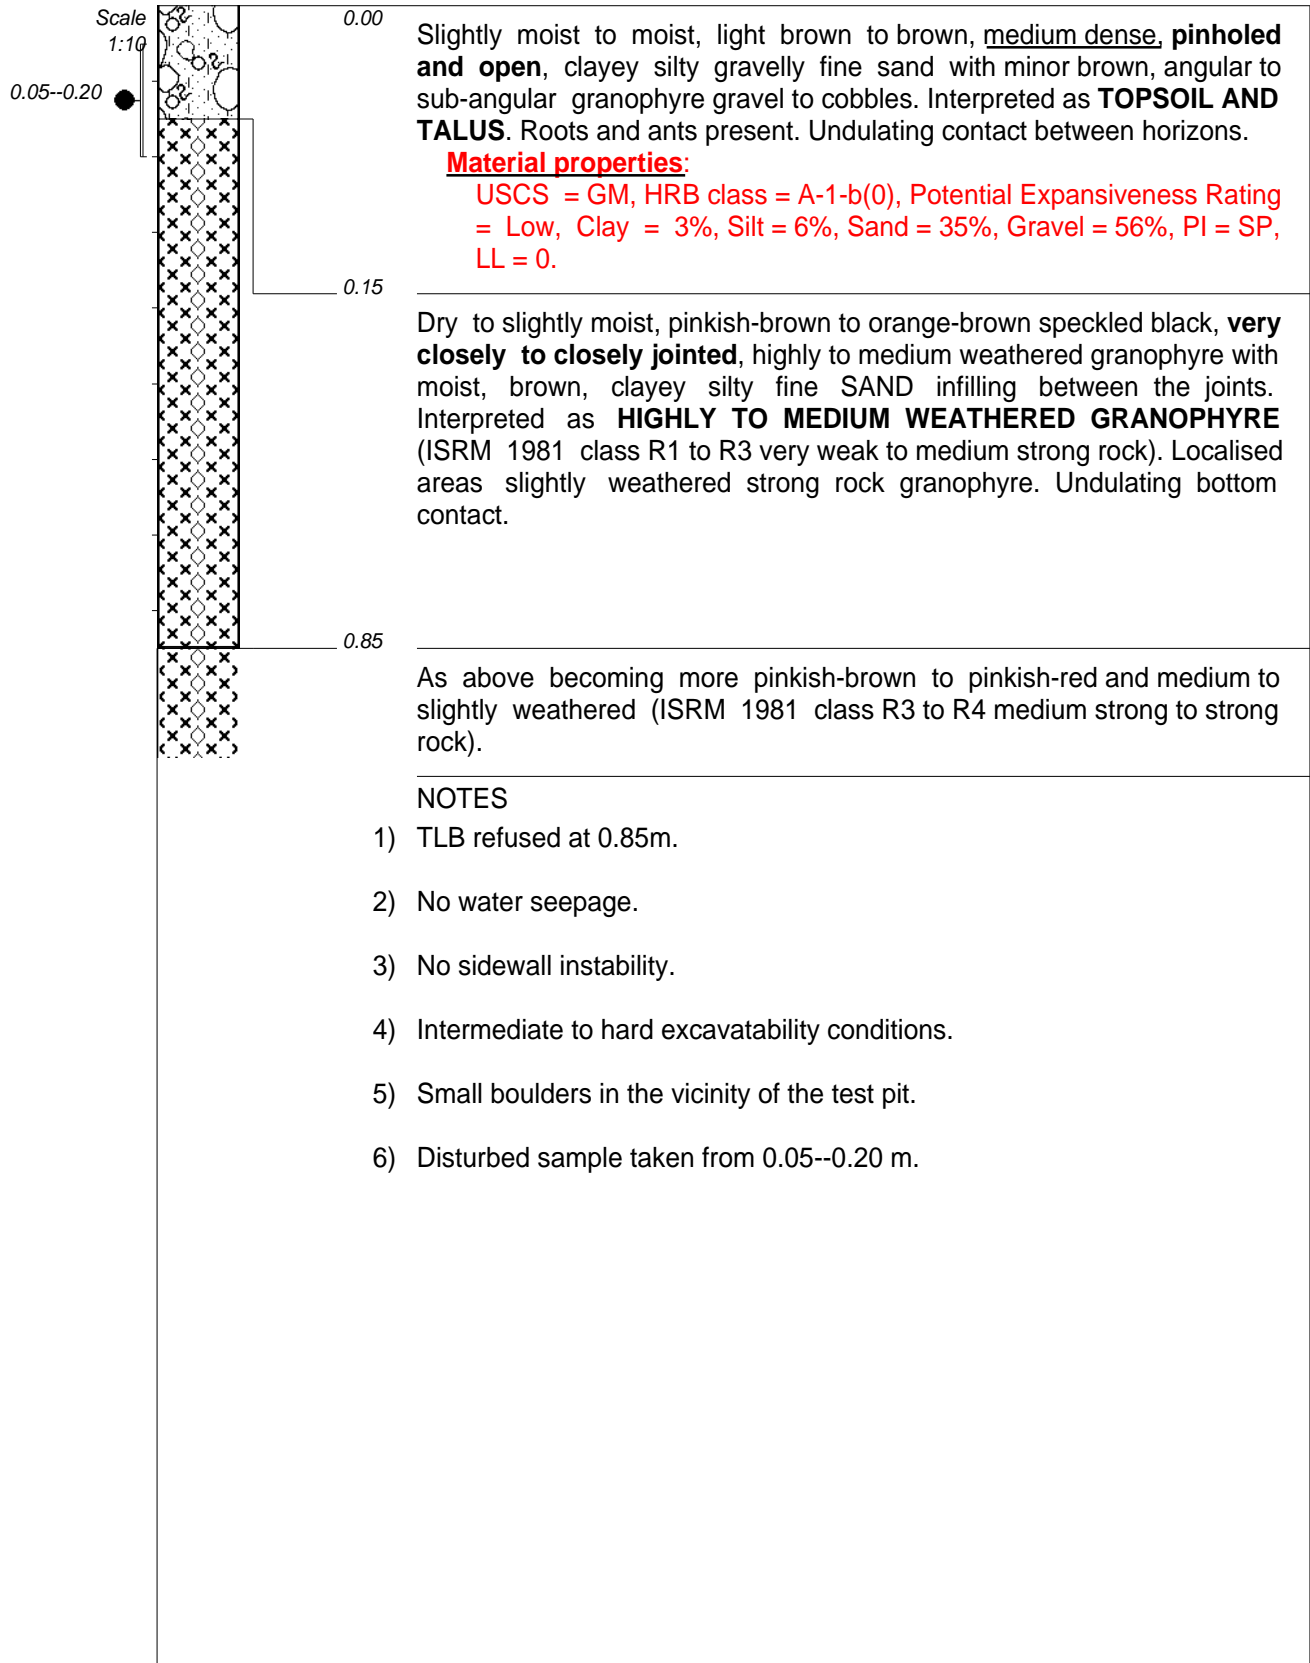 Scale
1:10
0.05--0.20
0.00
Slightly moist to moist, light brown to brown, medium dense, pinholed
and open, clayey silty gravelly fine sand with minor brown, angular to
sub-angular granophyre gravel to cobbles. Interpreted as TOPSOIL AND
TALUS. Roots and ants present. Undulating contact between horizons.
Material properties:
USCS = GM, HRB class = A-1-b(0), Potential Expansiveness Rating
= Low, Clay = 3%, Silt = 6%, Sand = 35%, Gravel = 56%, PI = SP,
LL = 0.
0.15
Dry to slightly moist, pinkish-brown to orange-brown speckled black, very
closely to closely jointed, highly to medium weathered granophyre with
moist, brown, clayey silty fine SAND infilling between the joints.
Interpreted as HIGHLY TO MEDIUM WEATHERED GRANOPHYRE
(ISRM 1981 class R1 to R3 very weak to medium strong rock). Localised
areas slightly weathered strong rock granophyre. Undulating bottom
contact.
0.85
As above becoming more pinkish-brown to pinkish-red and medium to
slightly weathered (ISRM 1981 class R3 to R4 medium strong to strong
rock).
NOTES
1) TLB refused at 0.85m.
2) No water seepage.
3) No sidewall instability.
4) Intermediate to hard excavatability conditions.
5) Small boulders in the vicinity of the test pit.
6) Disturbed sample taken from 0.05--0.20 m.